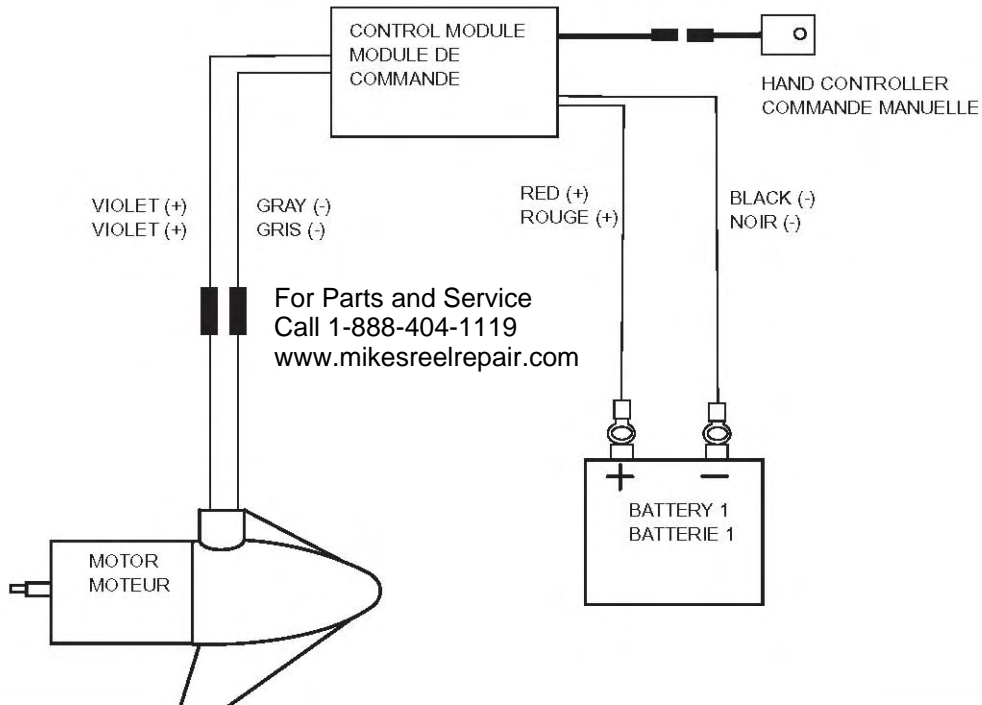 CONTROL MODULE
MODULE DE
COMMANDE
HAND CONTROLLER
COMMANDE MANUELLE
VIOLET (+)
VIOLET (+)
GRAY (-)
GRIS (-)
RED (+)
ROUGE (+)
BLACK (-)
NOIR (-)
For Parts and Service
Call 1-888-404-1119
www.mikesreelrepair.com
+
−
BATTERY 1
BATTERIE 1
MOTOR
MOTEUR